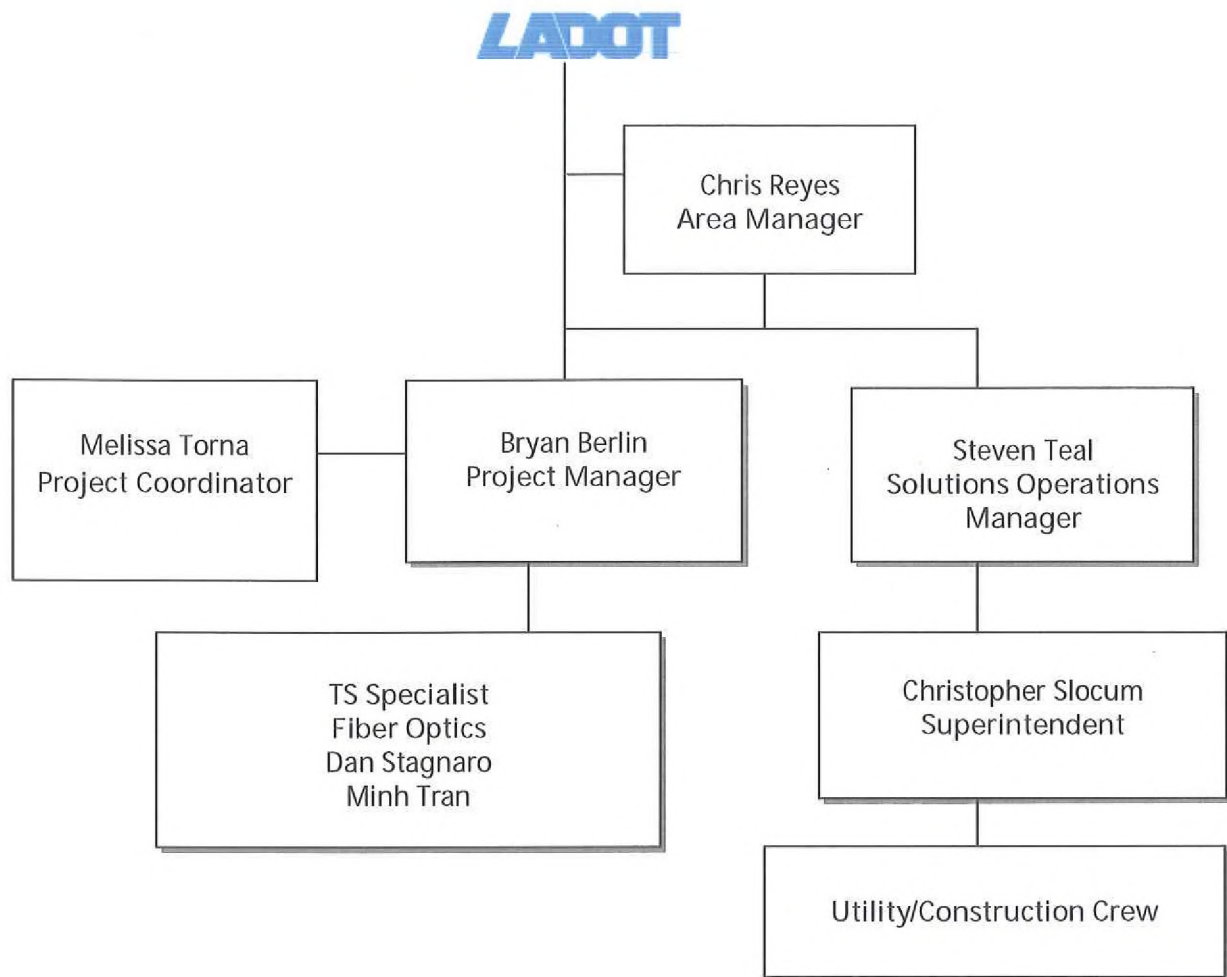 LADOT
Chris Reyes
Area Manager
Melissa Torna
Project Coordinator
Bryan Berlin
Project Manager
Steven Teal
Solutions Operations
Manager
TS Specialist
Fiber Optics
Dan Stagnaro
Minh Tran
Christopher Slocum
Superintendent
Utility/Construction Crew